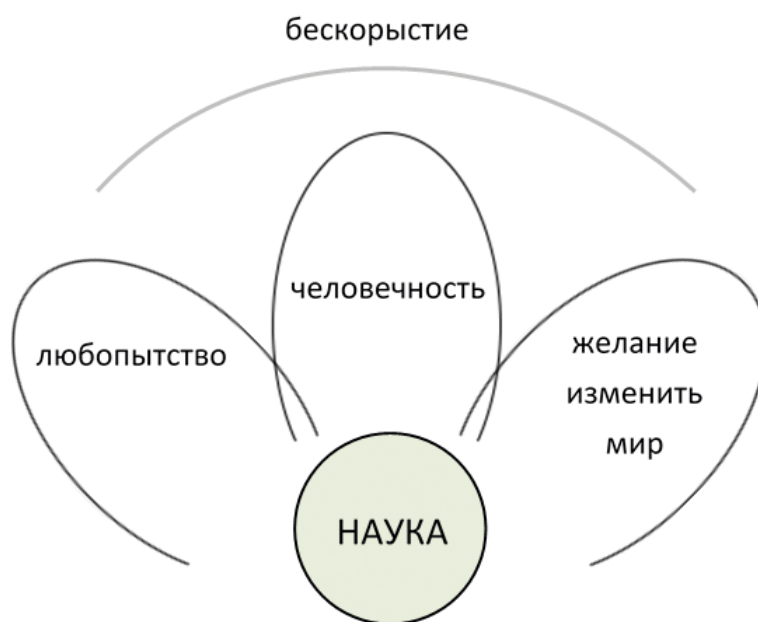 бескорыстие
человечность
любопытство
желание
изменить
мир
НАУКА